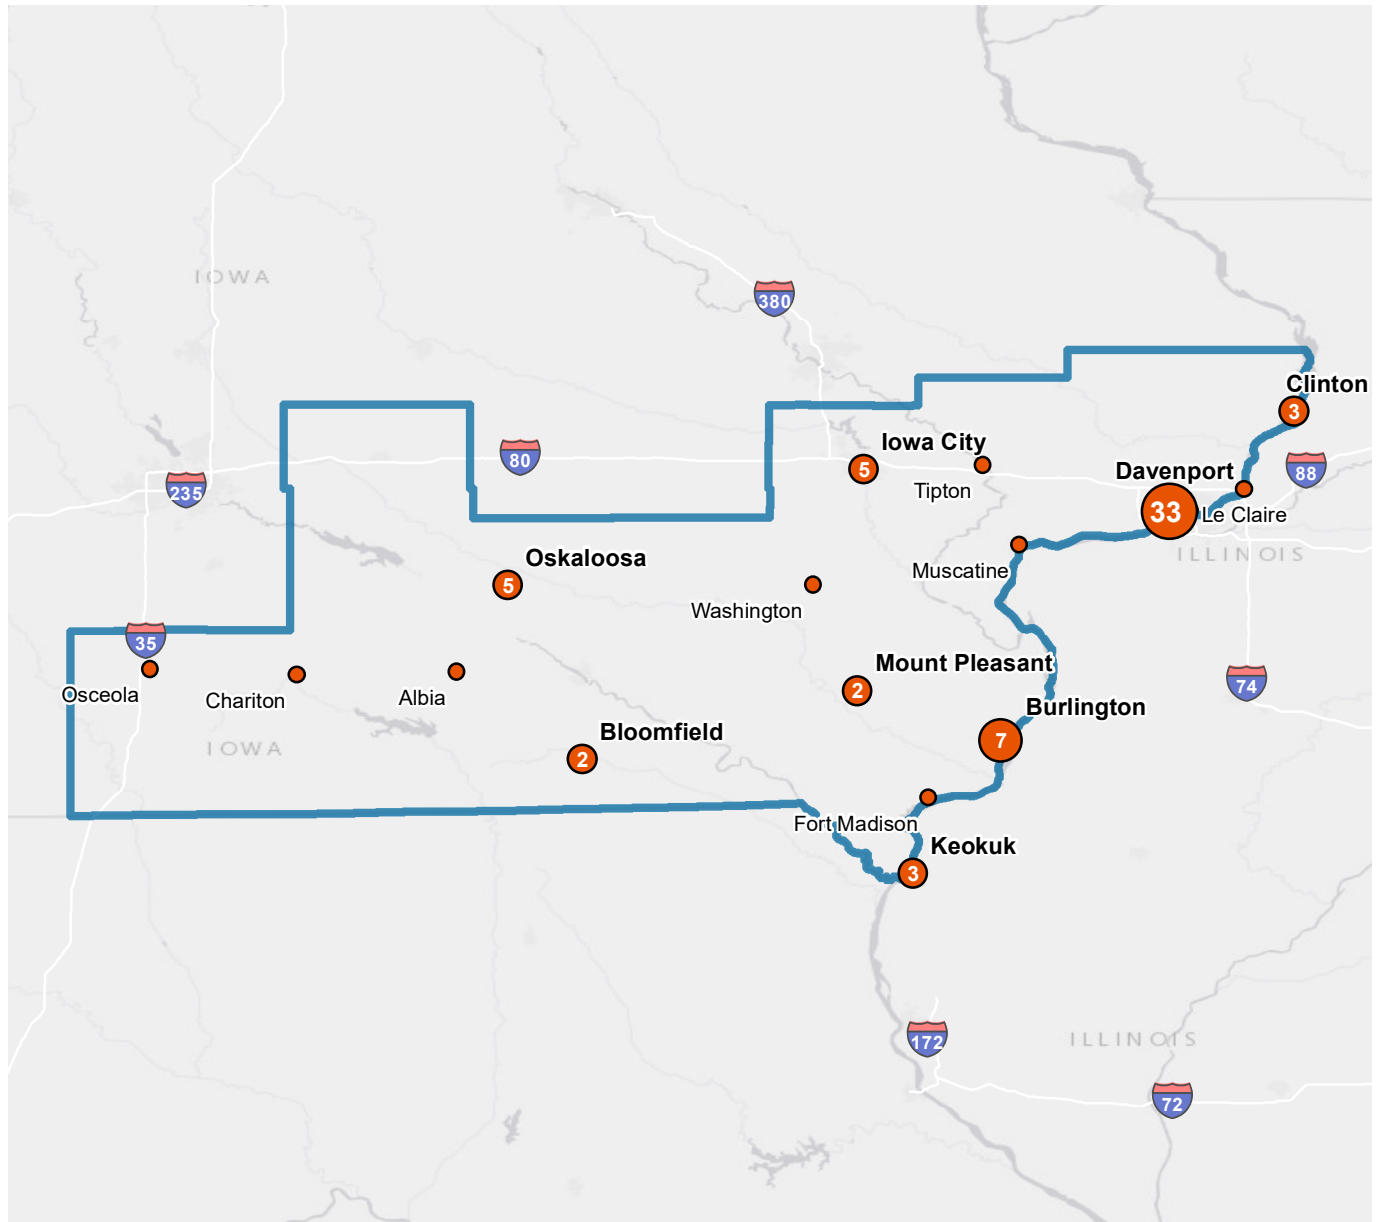 IOWA
380
Clinton
3
Iowa City
5
80
Tipton
Davenport
88
235
33
Le Claire
ILLINOIS
Muscatine
Oskaloosa
5
Washington
35
Osceola
Chariton
Albia
Mount Pleasant
2
74
Burlington
7
IOWA
Bloomfield
2
Fort Madison
Keokuk
3
172
ILLINOIS
72